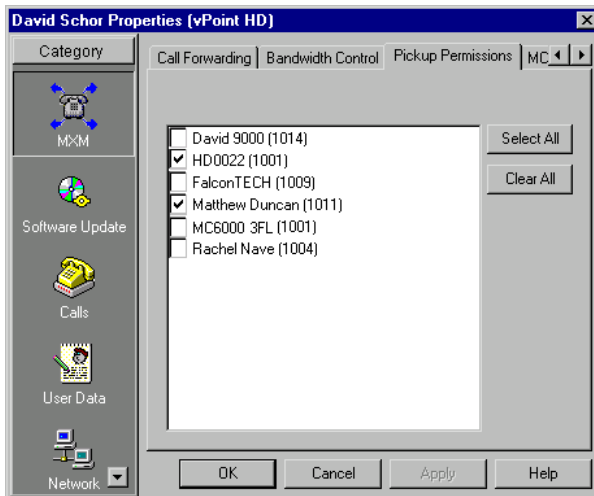 David Schor Properties (vPoint HD)
Category
Call Forwarding
Bandwidth Control
Pickup Permissions
MC
MXM
Software Update
Calls
User Data
Network
David 9000 (1014)
HD0022 (1001)
FalconTECH (1009)
Matthew Duncan (1011)
MC6000 3FL (1001)
Rachel Nave (1004)
Select All
Clear All
OK
Cancel
Apply
Help